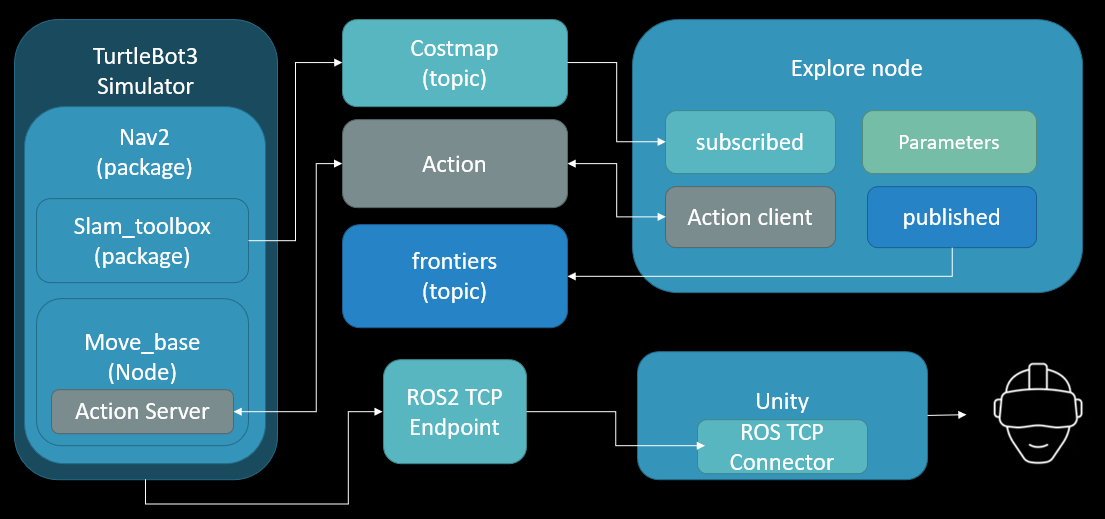 TurtleBot3
Simulator
Nav2
(package)
Slam_toolbox
(package)
Move_base
(Node)
Action Server
Costmap
(topic)
Action
frontiers
(topic)
Explore node
subscribed
Parameters
Action client
published
ROS2 TCP
Endpoint
Unity
ROS TCP
Connector